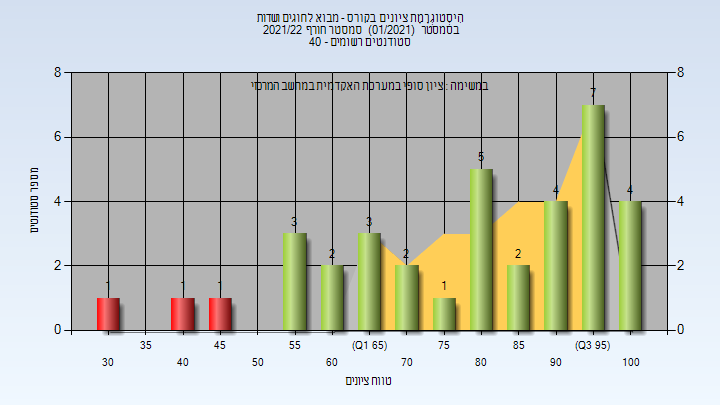 היסטוגרמת ציונים בקורס - מבוא לחוגים ושדות
בסמסטר (01/2021) סמסטר חורף 2021/22
סטודנטים רשומים - 40
במשימה : ציון סופי במערכת האקדמית במחשב המרכזי
8 8
7
6 6
5
4 4 4 4
מספר סטודנטים
3 3
2 2 2 2 2
1 1 1 1
0 0
35 45 50 55 (Q1 65) 75 85 (Q3 95)
30 40 60 70 80 90 100
טווח ציונים